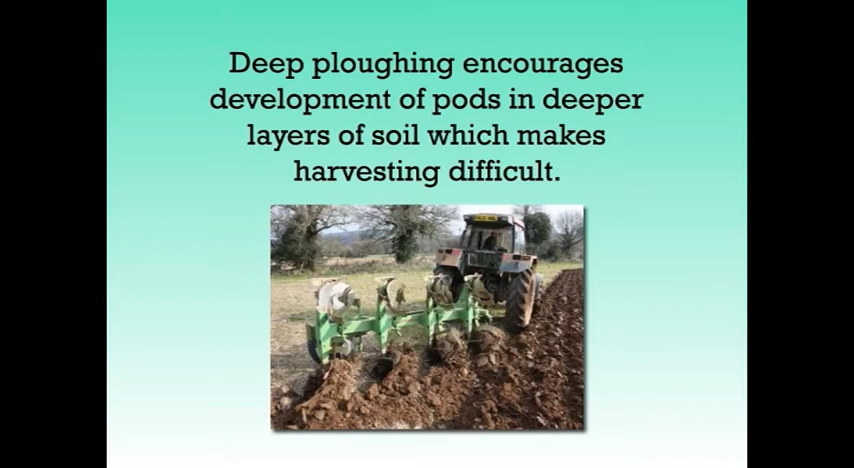 Deep ploughing encourages
development of pods in deeper
layers of soil which makes
harvesting difficult.